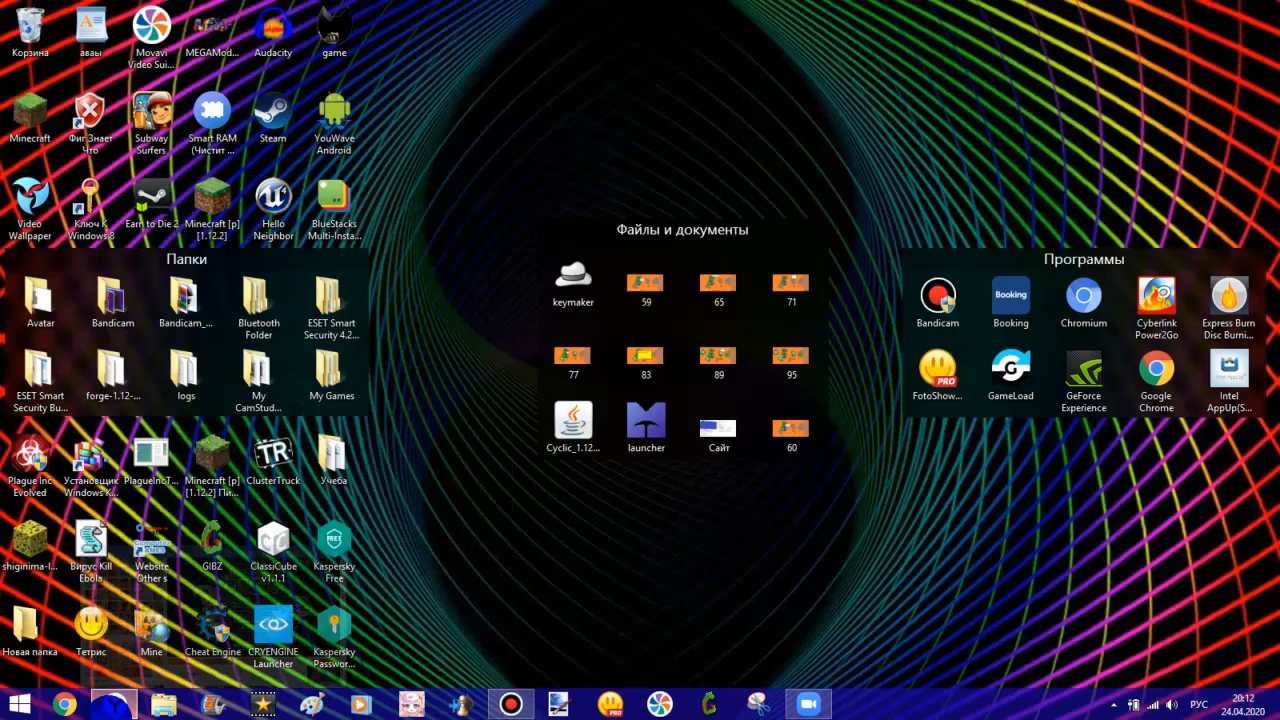 Корзина
аваы
Movavi
Video Sui...
MEGAMod...
Audacity
game
Minecraft
Фиг Знает
Что
Subway
Surfers
Smart RAM
(Чистит ...
Steam
YouWave
Android
Video
Wallpaper
Ключ К
Windows 8
Earn to Die 2
Minecraft [p]
[1.12.2]
Hello
Neighbor
BlueStacks
Multi-Insta...
Папки
Avatar
Bandicam
Bandicam_...
Bluetooth
Folder
ESET Smart
Security 4.2...
ESET Smart
Security Bu...
forge-1.12-...
logs
My
CamStud...
My Games
Файлы и документы
keymaker
59
65
71
77
83
89
95
Cyclic_1.12...
launcher
Сайт
60
Программы
Bandicam
Booking
Booking
Chromium
Cyberlink
Power2Go
Express Burn
Disc Burni...
PRO
FotoShow...
GameLoad
GeForce
Experience
Google
Chrome
Intel
AppUp(S...
Plague Inc
Evolved
Установщик
Windows K...
PlagueIncT...
Minecraft [p]
[1.12.2] Пи...
TR
ClusterTruck
Учеба
shiginima-l...
Вирус Kill
Ebola
Website
Other s
GIBZ
CC
ClassiCube
v1.1.1
FREE
Kaspersky
Free
Новая папка
Тетрис
Mine
Cheat Engine
CRYENGINE
Launcher
Kaspersky
Passwor...
PRO
РУС
20:12
24.04.2020